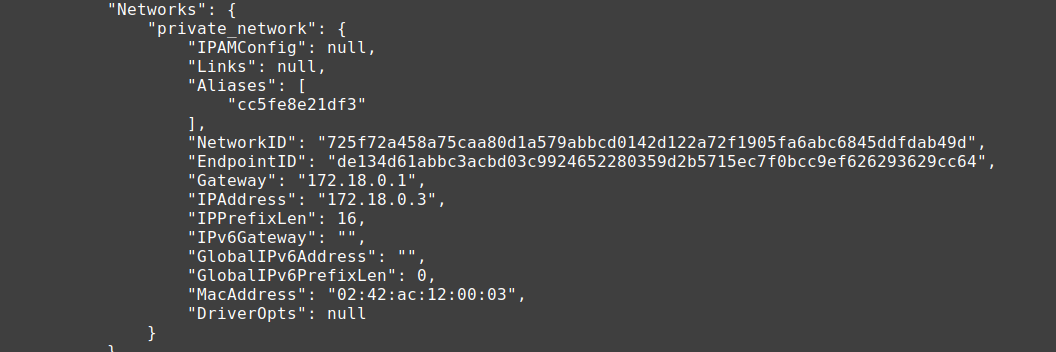 "Networks": {
"private_network": {
"IPAMConfig": null,
"Links": null,
"Aliases": [
"cc5fe8e21df3"
],
"NetworkID": "725f72a458a75caa80d1a579abbcd0142d122a72f1905fa6abc6845ddfdab49d",
"EndpointID": "de134d61abbc3acbd03c9924652280359d2b5715ec7f0bcc9ef626293629cc64",
"Gateway": "172.18.0.1",
"IPAddress": "172.18.0.3",
"IPPrefixLen": 16,
"IPv6Gateway": "",
"GlobalIPv6Address": "",
"GlobalIPv6PrefixLen": 0,
"MacAddress": "02:42:ac:12:00:03",
"DriverOpts": null
}
}